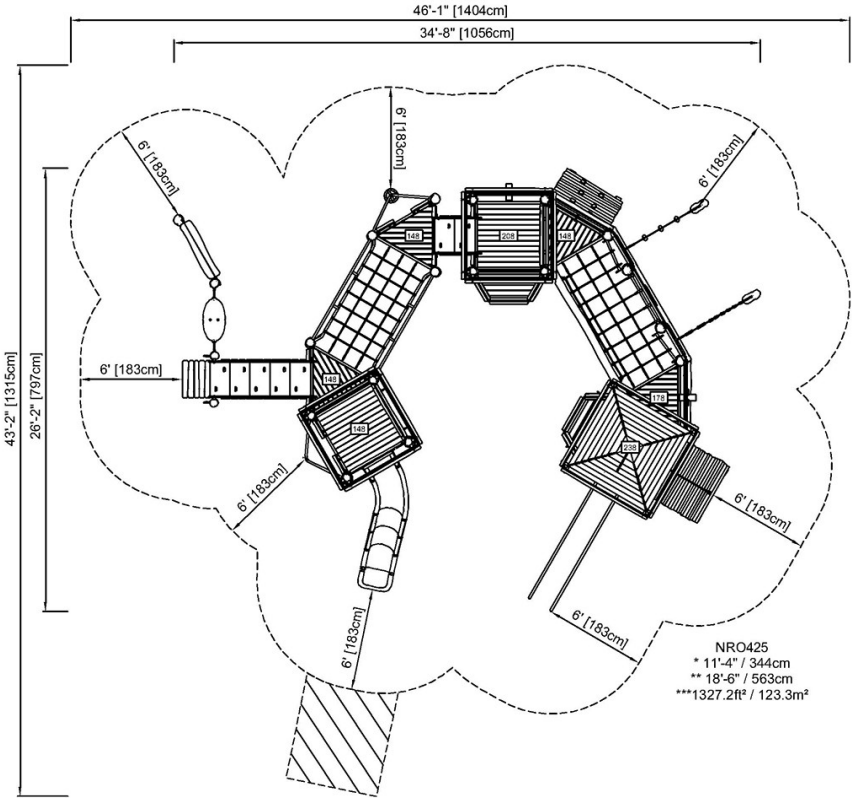 46'-1" [1404cm]
34'-8" [1056cm]
43'-2" [1315cm]
26'-2" [797cm]
6' [183cm]
6' [183cm]
6' [183cm]
148
208
148
6' [183cm]
148
148
178
238
6' [183cm]
6' [183cm]
6' [183cm]
6' [183cm]
NRO425
* 11'-4" / 344cm
** 18'-6" / 563cm
***1327.2ft² / 123.3m²